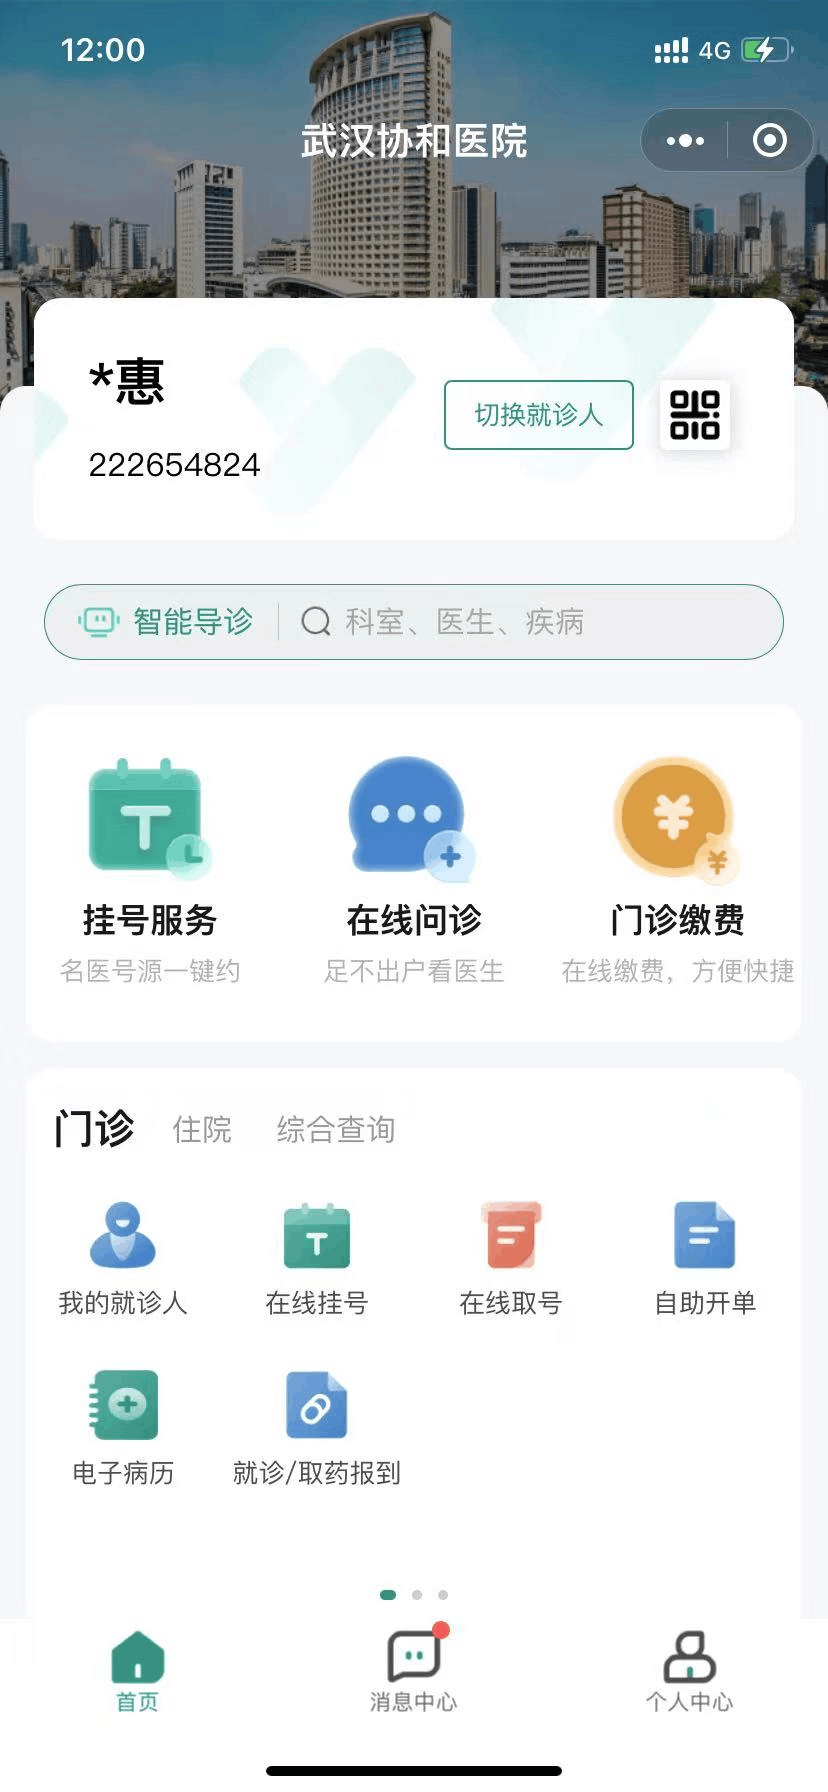 12:00
4G
武汉协和医院
*惠
切换就诊人
222654824
智能导诊 科室、医生、疾病
挂号服务 在线问诊 门诊缴费
名医号源一键约 足不出户看医生 在线缴费，方便快捷
门诊 住院 综合查询
我的就诊人 在线挂号 在线取号 自助开单
电子病历 就诊/取药报到
首页 消息中心 个人中心